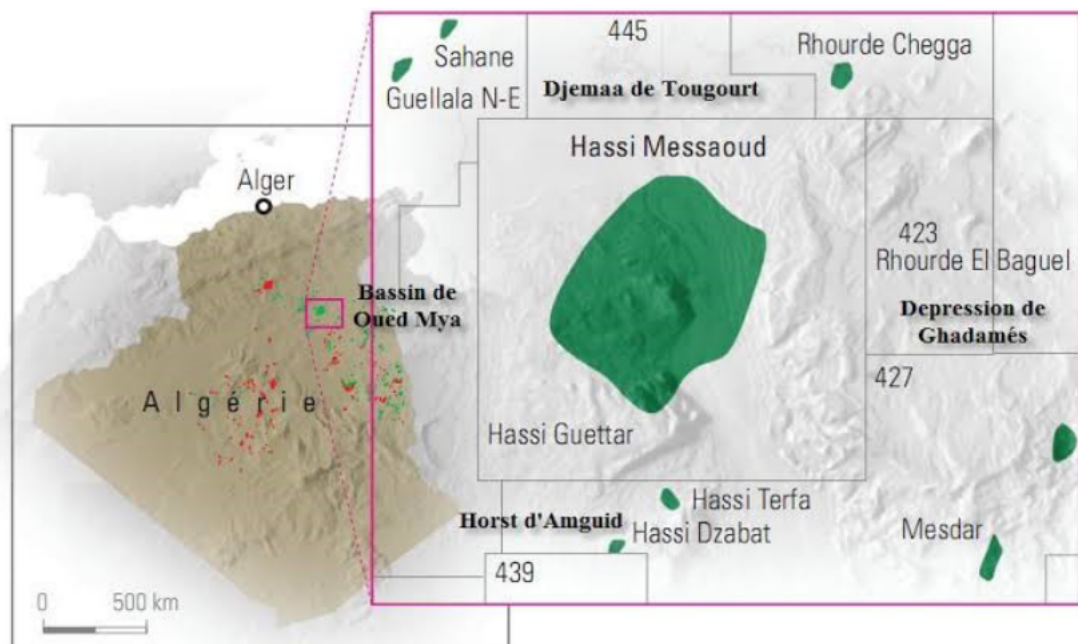 445
Rhourde Chegga
Sahane
Guellala N-E
Djemaa de Tougourt
Hassi Messaoud
Alger
423
Rhourde El Baguel
Bassin de
Oued Mya
Depression de
Ghadamés
427
Algérie
Hassi Guettar
Hassi Terfa
Horst d'Amguid
Hassi Dzabat
Mesdar
439
0 500 km